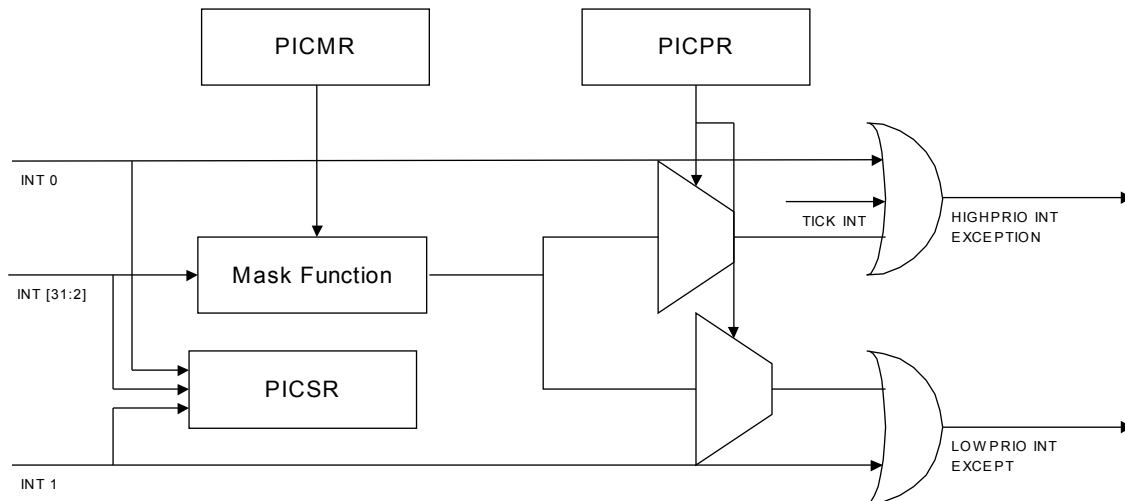 PICMR
PICPR
INT 0
TICK INT
HIGHPRIO INT
EXCEPTION
Mask Function
INT [31:2]
PICSR
LOWPRIO INT
EXCEPT
INT 1